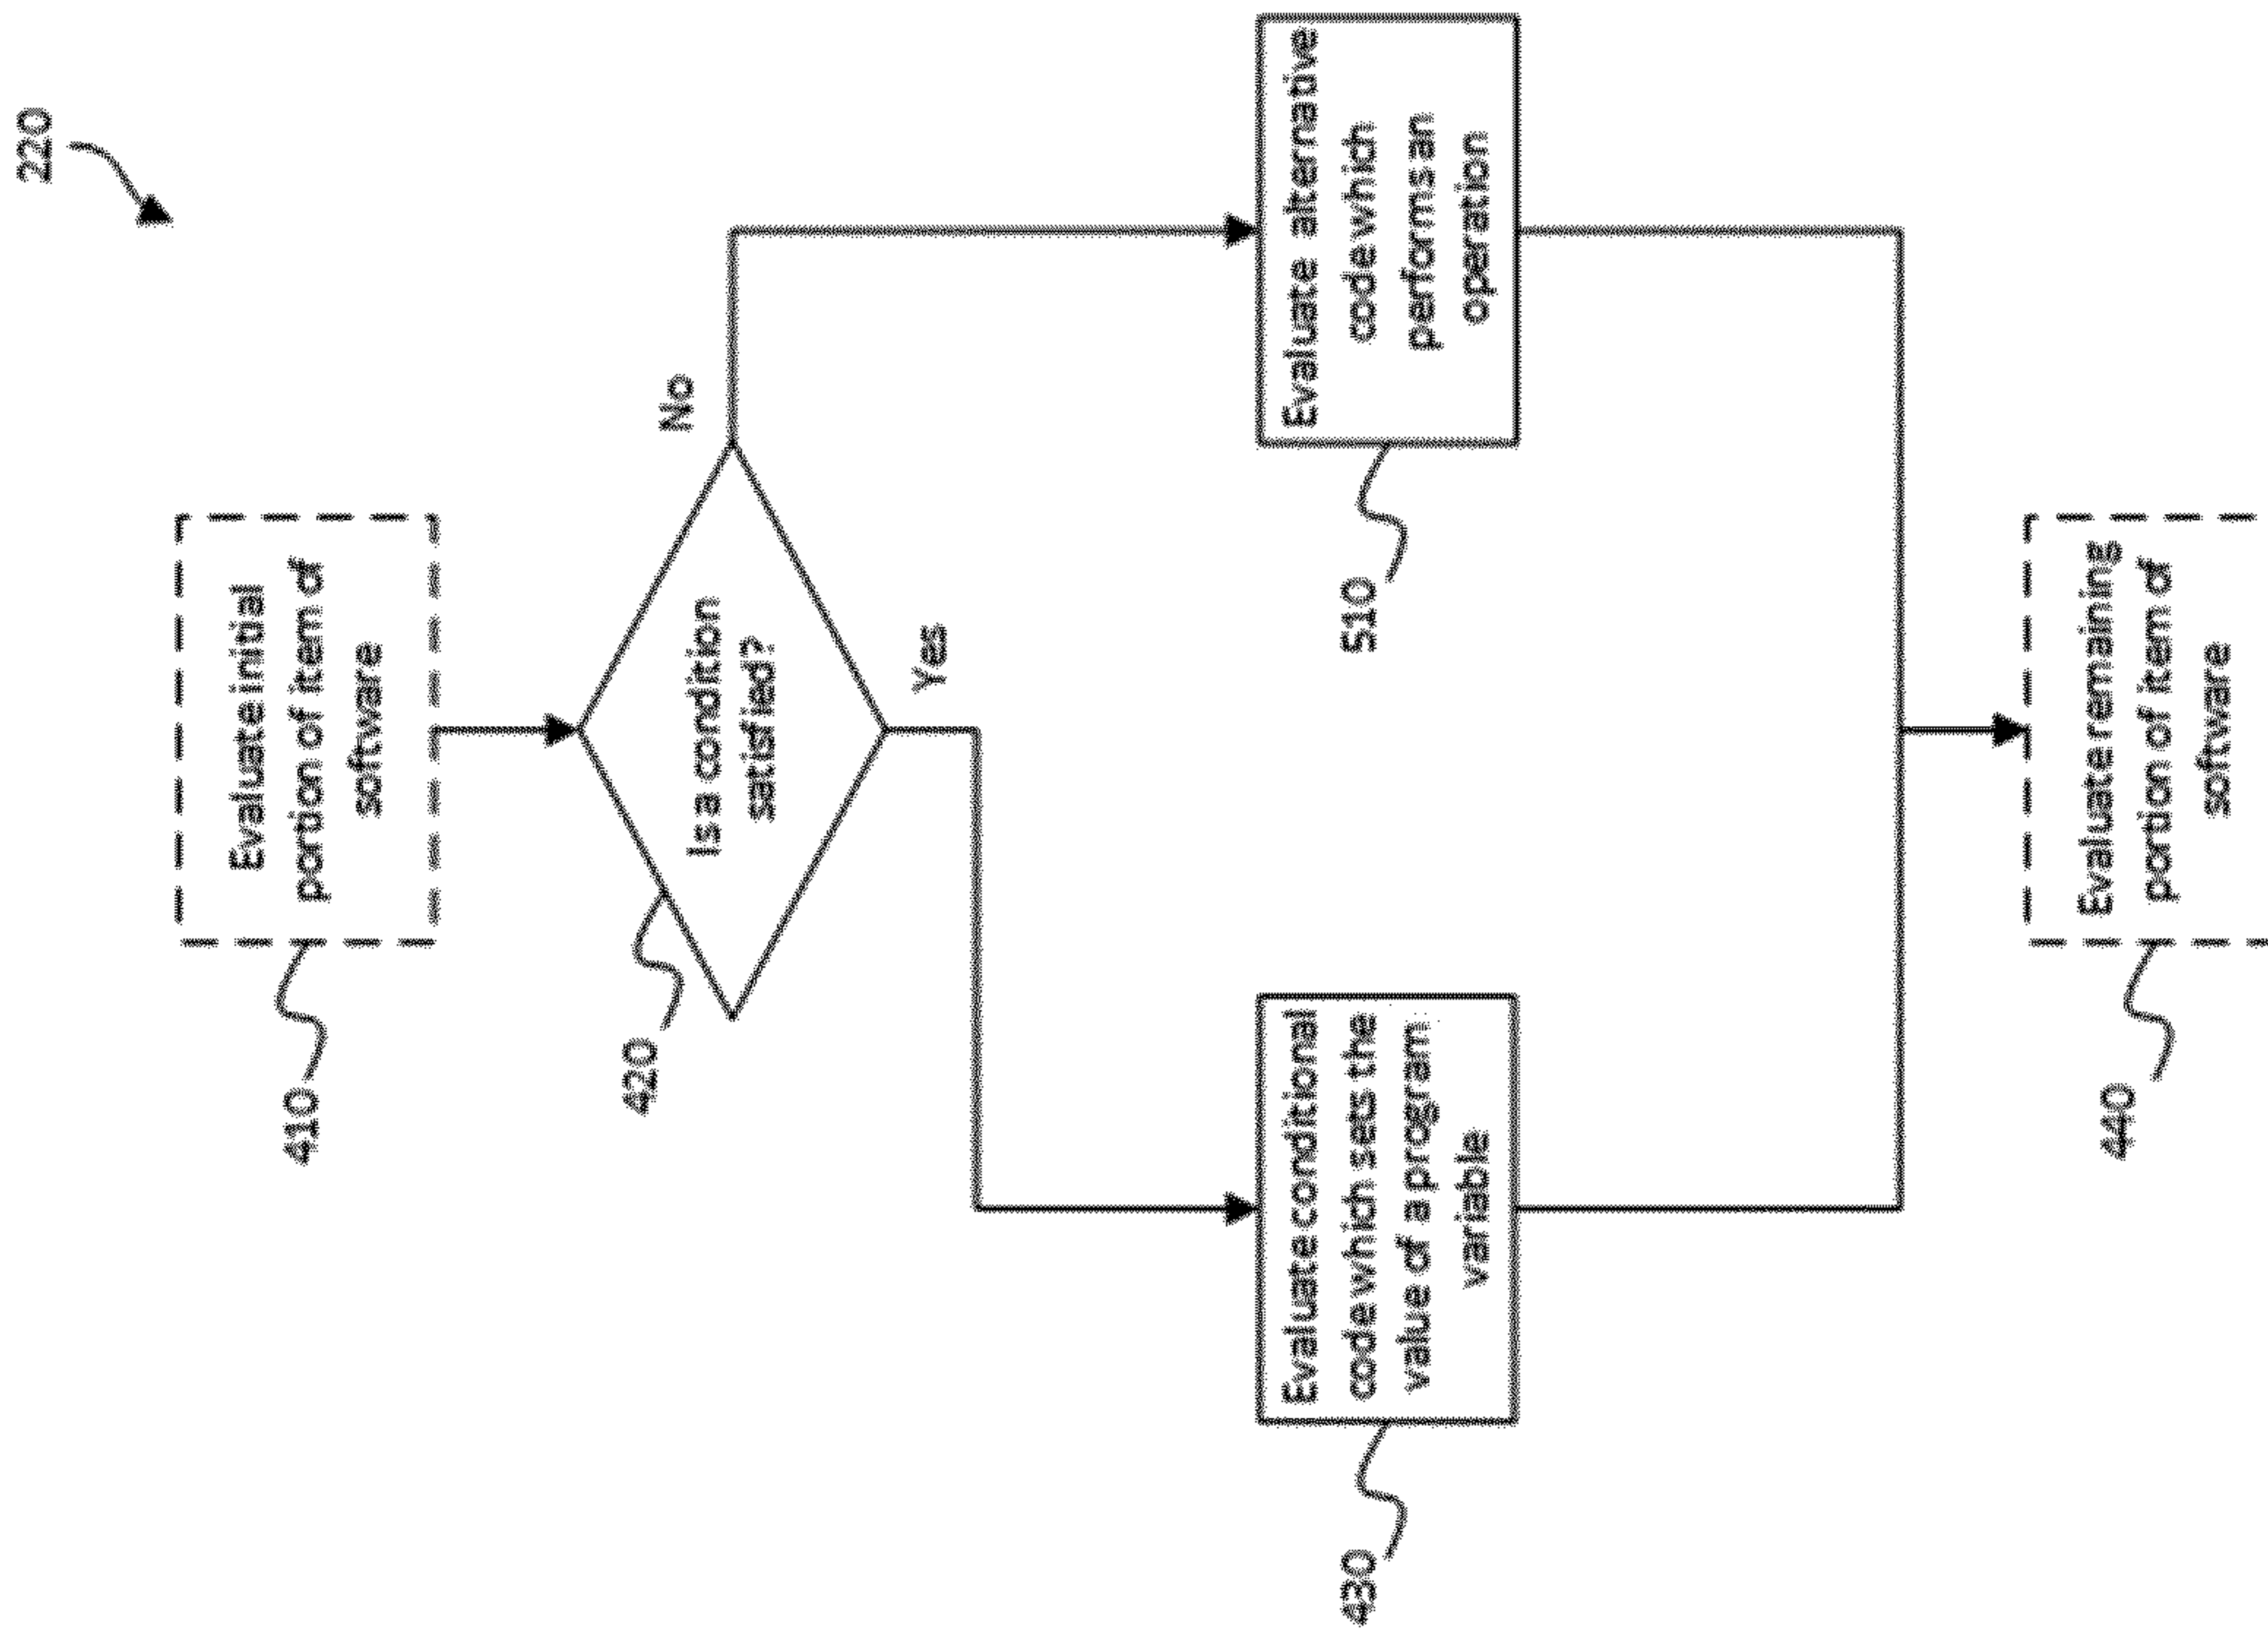 220
Evaluate initial
portion of item of
software
410
Is a condition
satisfied?
420
No
Yes
Evaluate conditional
code which sets the
value of a program
variable
430
Evaluate alternative
code which
performs an
operation
510
Evaluate remaining
portion of item of
software
440